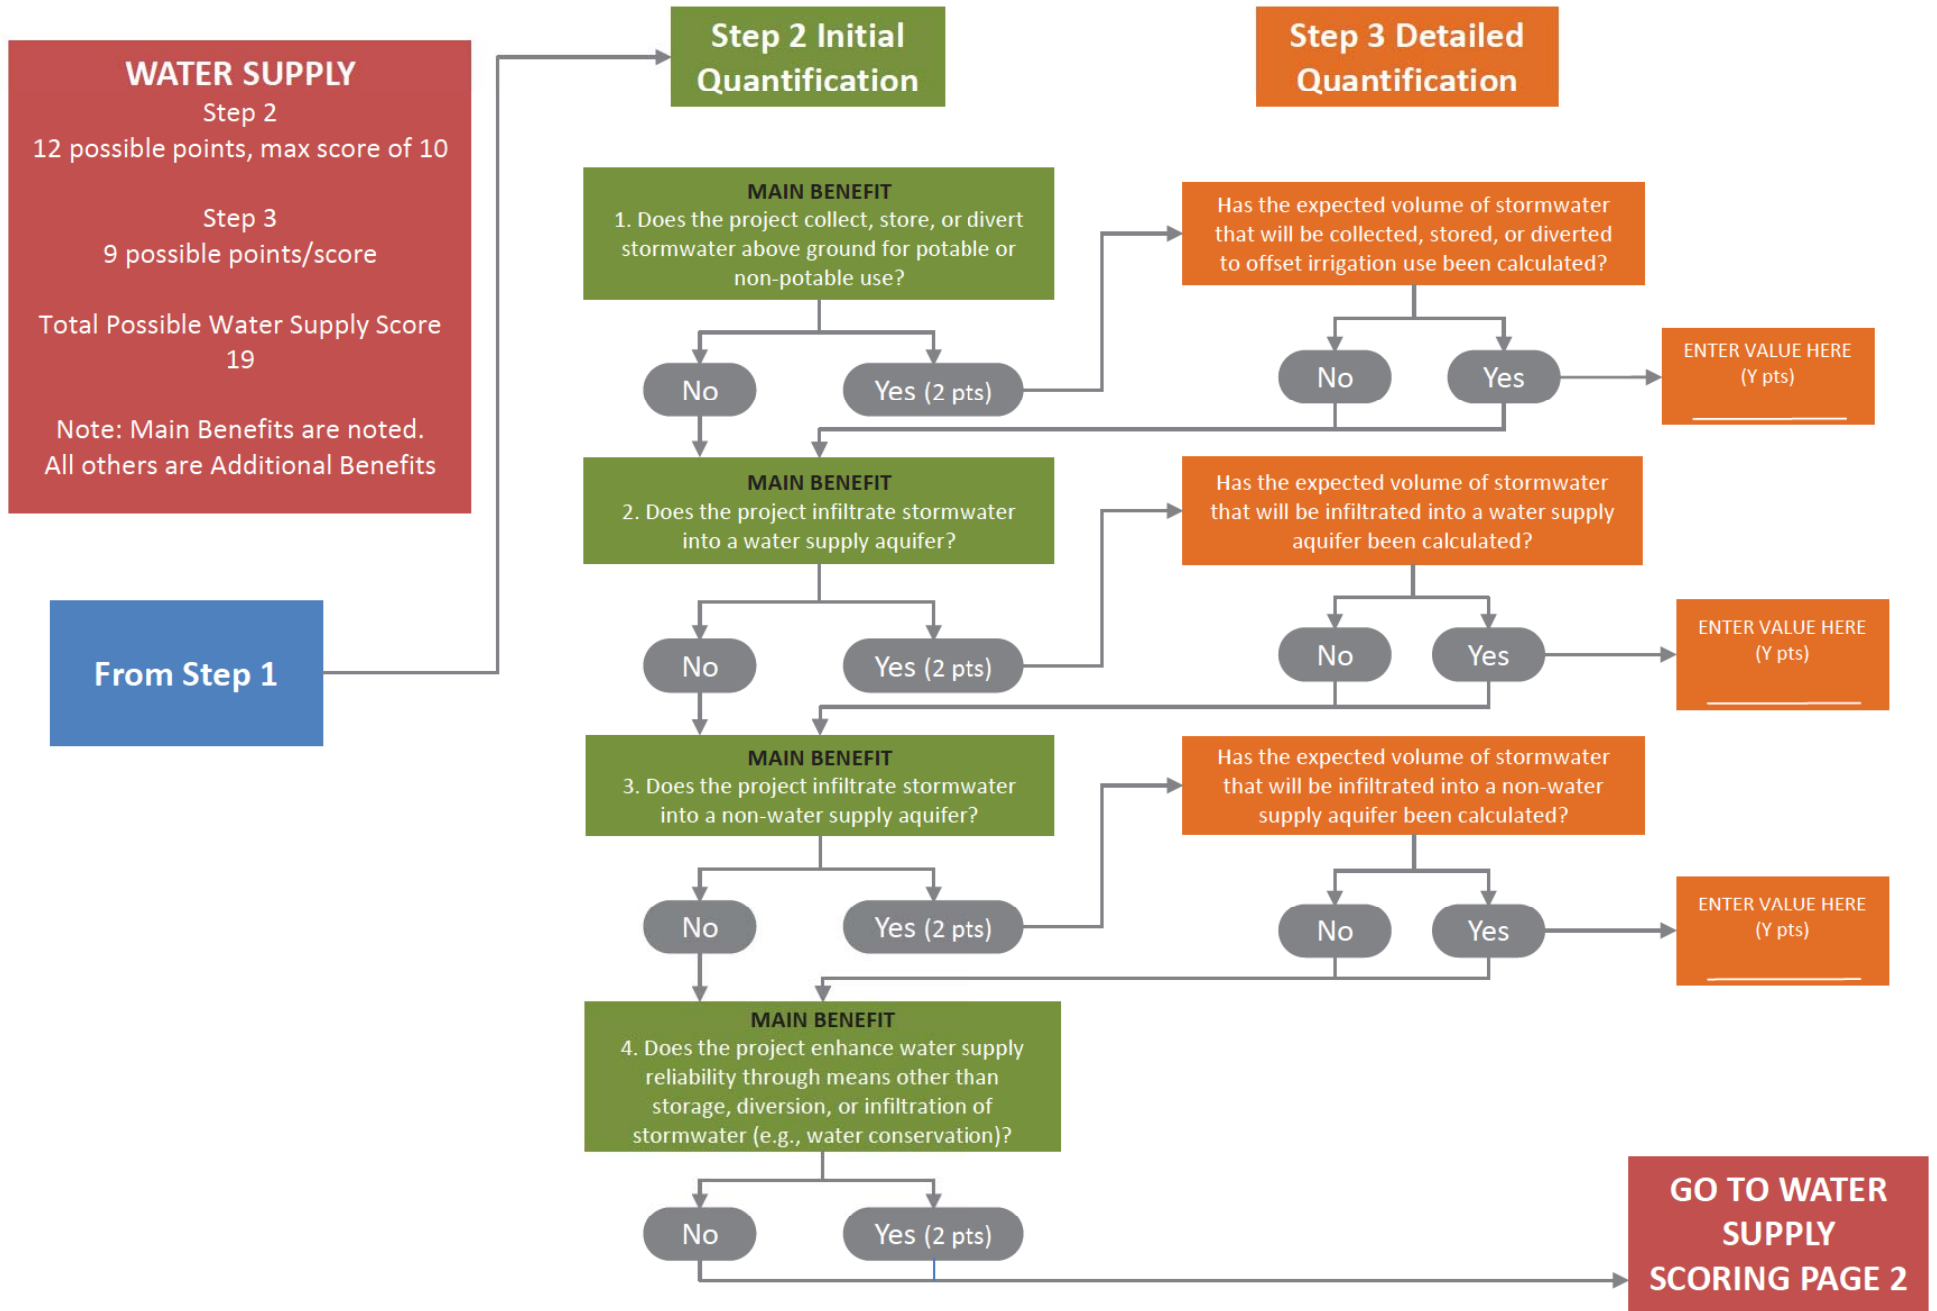 WATER SUPPLY
Step 2
12 possible points, max score of 10
Step 3
9 possible points/score
Total Possible Water Supply Score
19
Note: Main Benefits are noted.
All others are Additional Benefits
From Step 1
Step 2 Initial
Quantification
Step 3 Detailed
Quantification
MAIN BENEFIT
1. Does the project collect, store, or divert
stormwater above ground for potable or
non-potable use?
No
Yes (2 pts)
Has the expected volume of stormwater
that will be collected, stored, or diverted
to offset irrigation use been calculated?
No
Yes
ENTER VALUE HERE
(Y pts)
MAIN BENEFIT
2. Does the project infiltrate stormwater
into a water supply aquifer?
No
Yes (2 pts)
Has the expected volume of stormwater
that will be infiltrated into a water supply
aquifer been calculated?
No
Yes
ENTER VALUE HERE
(Y pts)
MAIN BENEFIT
3. Does the project infiltrate stormwater
into a non-water supply aquifer?
No
Yes (2 pts)
Has the expected volume of stormwater
that will be infiltrated into a non-water
supply aquifer been calculated?
No
Yes
ENTER VALUE HERE
(Y pts)
MAIN BENEFIT
4. Does the project enhance water supply
reliability through means other than
storage, diversion, or infiltration of
stormwater (e.g., water conservation)?
No
Yes (2 pts)
GO TO WATER
SUPPLY
SCORING PAGE 2